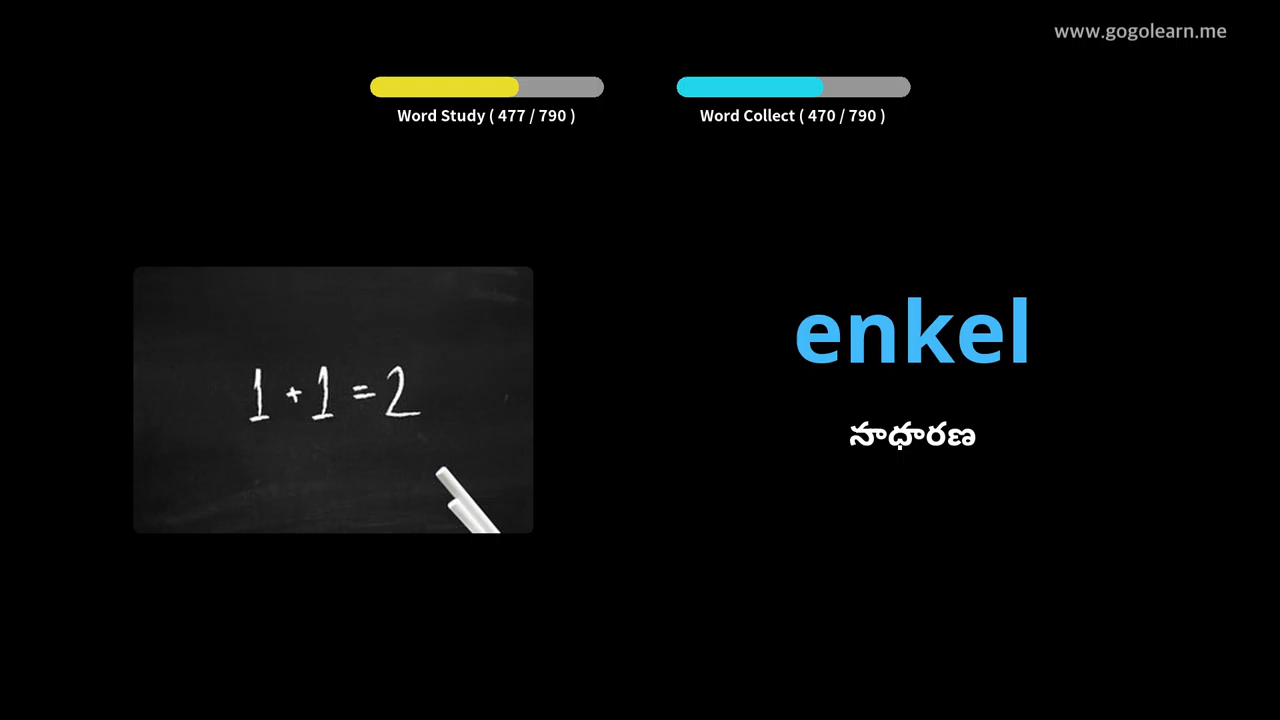 www.gogolearn.me
Word Study ( 477 / 790 )
Word Collect ( 470 / 790 )
enkel
సాధారణ
1 + 1 = 2